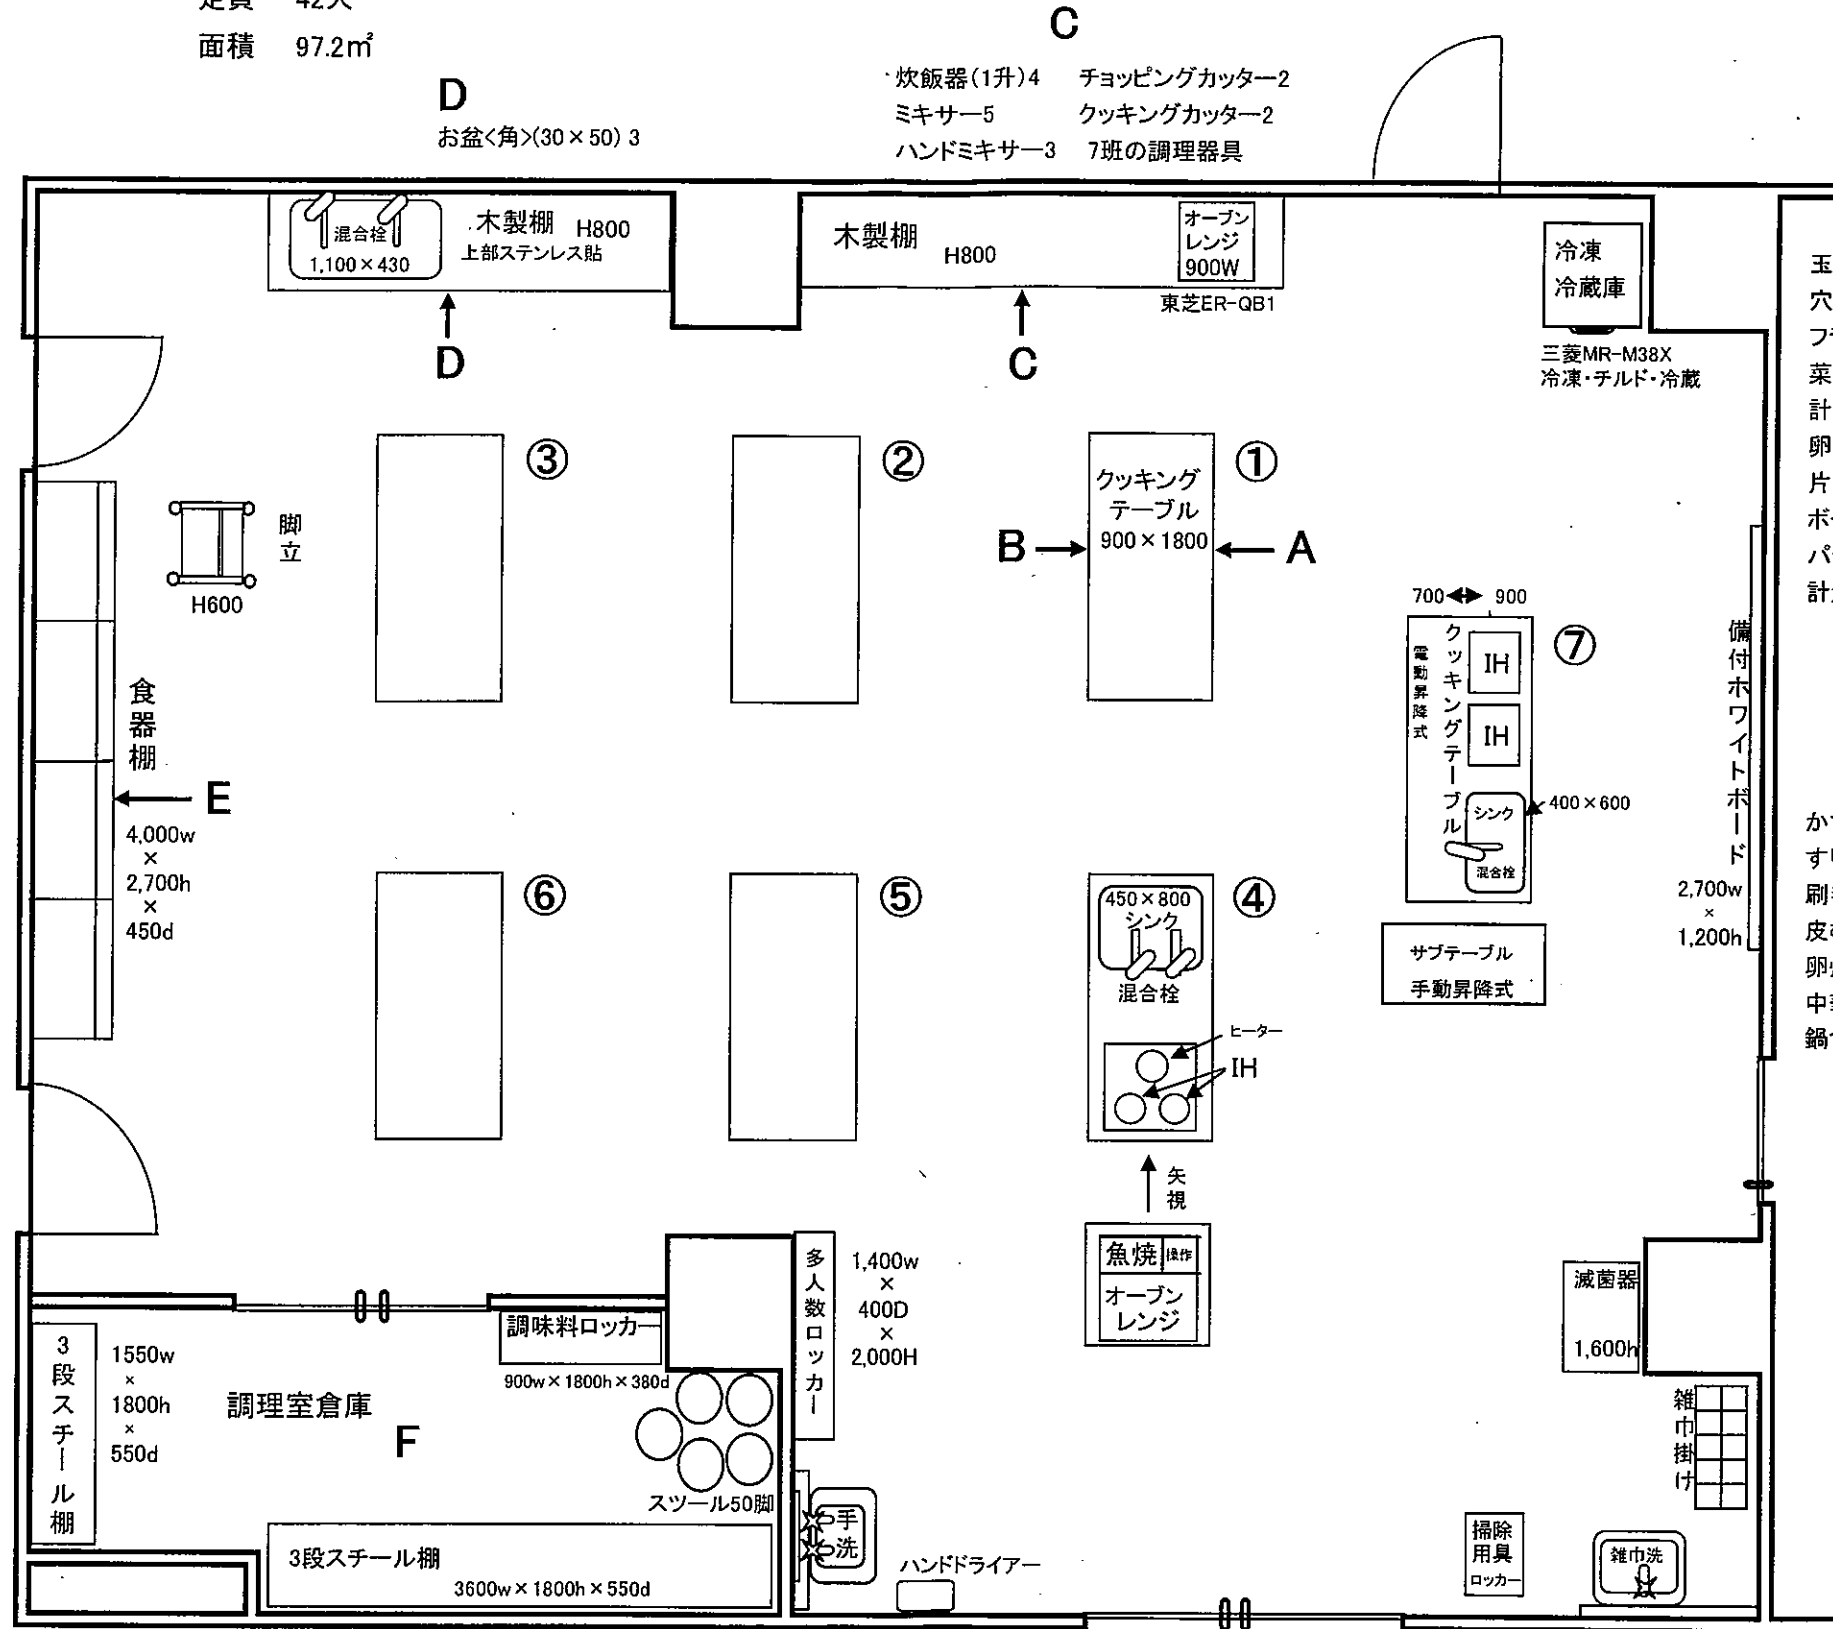 定員 42人
面積 97.2㎡
D
お盆<角>(30×50) 3
C
炊飯器(1升)4 チョッピングカッター2
ミキサー5 クッキングカッター2
ハンドミキサー3 7班の調理器具
混合栓
1,100×430
木製棚 H800
上部ステンレス貼
木製棚 H800
オーブン
レンジ
900W
東芝ER-QB1
冷凍
冷蔵庫
三菱MR-M38X
冷凍・チルド・冷蔵
D
C
③
②
①
クッキング
テーブル
900×1800
B
A
脚立
H600
700 900
⑦
電動昇降式
クッキングテーブル
IH
IH
シンク
混合栓
400×600
備付ホワイトボード
2,700w
×
1,200h
食器棚
E
4,000w
×
2,700h
×
450d
⑥
⑤
④
450×800
シンク
混合栓
ヒーター
IH
サブテーブル
手動昇降式
矢視
魚焼 操作
オーブン
レンジ
多人数ロッカー
1,400w
×
400D
×
2,000H
滅菌器
1,600h
調味料ロッカー
900w×1800h×380d
3段スチール棚
1550w
×
1800h
×
550d
調理室倉庫
F
スツール50脚
3段スチール棚
3600w×1800h×550d
手洗
ハンドドライアー
雑巾掛け
掃除
用具
ロッカー
雑巾洗
玉
穴
菜
計
卵
片
ボ
パ
計
か
す
刷
皮
卵
中
鍋